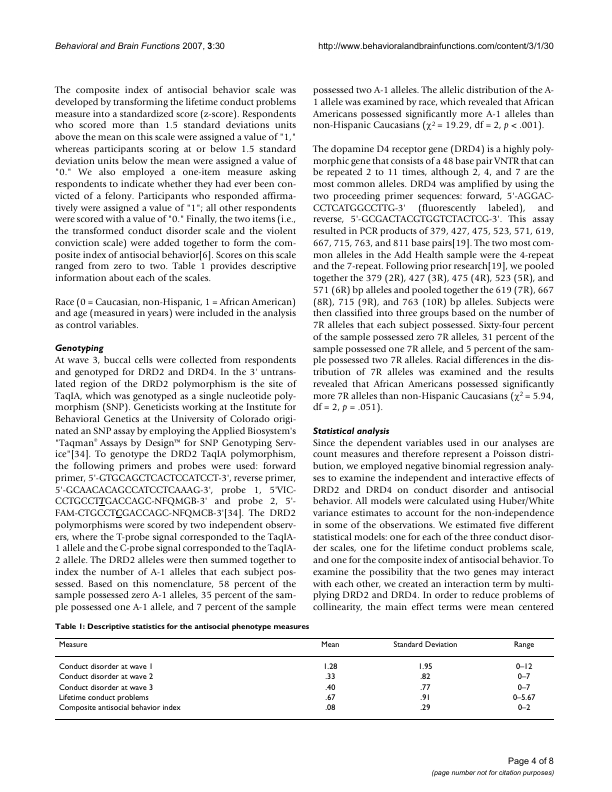 Behavioral and Brain Functions 2007, 3:30
http://www.behavioralandbrainfunctions.com/content/3/1/30
The composite index of antisocial behavior scale was
developed by transforming the lifetime conduct problems
measure into a standardized score (z-score). Respondents
who scored more than 1.5 standard deviations units
above the mean on this scale were assigned a value of "1,"
whereas participants scoring at or below 1.5 standard
deviation units below the mean were assigned a value of
"0." We also employed a one-item measure asking
respondents to indicate whether they had ever been con-
victed of a felony. Participants who responded affirma-
tively were assigned a value of "1"; all other respondents
were scored with a value of "0." Finally, the two items (i.e.,
the transformed conduct disorder scale and the violent
conviction scale) were added together to form the com-
posite index of antisocial behavior[6]. Scores on this scale
ranged from zero to two. Table 1 provides descriptive
information about each of the scales.
Race (0 = Caucasian, non-Hispanic, 1 = African American)
and age (measured in years) were included in the analysis
as control variables.
Genotyping
At wave 3, buccal cells were collected from respondents
and genotyped for DRD2 and DRD4. In the 3' untrans-
lated region of the DRD2 polymorphism is the site of
TaqIA, which was genotyped as a single nucleotide poly-
morphism (SNP). Geneticists working at the Institute for
Behavioral Genetics at the University of Colorado origi-
nated an SNP assay by employing the Applied Biosystem's
"Taqman® Assays by Design™ for SNP Genotyping Serv-
ice"[34]. To genotype the DRD2 TaqIA polymorphism,
the following primers and probes were used: forward
primer, 5'-GTGCAGCTCACTCCATCCT-3', reverse primer,
5'-GCAACACAGCCATCCTCAAAG-3', probe 1, 5'VIC-
CCTGCCTTGACCAGC-NFQMGB-3' and probe 2, 5'-
FAM-CTGCCTCGACCAGC-NFQMCB-3'[34]. The DRD2
polymorphisms were scored by two independent observ-
ers, where the T-probe signal corresponded to the TaqIA-
1 allele and the C-probe signal corresponded to the TaqIA-
2 allele. The DRD2 alleles were then summed together to
index the number of A-1 alleles that each subject pos-
sessed. Based on this nomenclature, 58 percent of the
sample possessed zero A-1 alleles, 35 percent of the sam-
ple possessed one A-1 allele, and 7 percent of the sample
possessed two A-1 alleles. The allelic distribution of the A-
1 allele was examined by race, which revealed that African
Americans possessed significantly more A-1 alleles than
non-Hispanic Caucasians (χ² = 19.29, df = 2, p < .001).
The dopamine D4 receptor gene (DRD4) is a highly poly-
morphic gene that consists of a 48 base pair VNTR that can
be repeated 2 to 11 times, although 2, 4, and 7 are the
most common alleles. DRD4 was amplified by using the
two proceeding primer sequences: forward, 5'-AGGAC-
CCTCATGGCCTTG-3' (fluorescently labeled), and
reverse, 5'-GCGACTACGTGGTCTACTCG-3'. This assay
resulted in PCR products of 379, 427, 475, 523, 571, 619,
667, 715, 763, and 811 base pairs[19]. The two most com-
mon alleles in the Add Health sample were the 4-repeat
and the 7-repeat. Following prior research[19], we pooled
together the 379 (2R), 427 (3R), 475 (4R), 523 (5R), and
571 (6R) bp alleles and pooled together the 619 (7R), 667
(8R), 715 (9R), and 763 (10R) bp alleles. Subjects were
then classified into three groups based on the number of
7R alleles that each subject possessed. Sixty-four percent
of the sample possessed zero 7R alleles, 31 percent of the
sample possessed one 7R allele, and 5 percent of the sam-
ple possessed two 7R alleles. Racial differences in the dis-
tribution of 7R alleles was examined and the results
revealed that African Americans possessed significantly
more 7R alleles than non-Hispanic Caucasians (χ² = 5.94,
df = 2, p = .051).
Statistical analysis
Since the dependent variables used in our analyses are
count measures and therefore represent a Poisson distri-
bution, we employed negative binomial regression analy-
ses to examine the independent and interactive effects of
DRD2 and DRD4 on conduct disorder and antisocial
behavior. All models were calculated using Huber/White
variance estimates to account for the non-independence
in some of the observations. We estimated five different
statistical models: one for each of the three conduct disor-
der scales, one for the lifetime conduct problems scale,
and one for the composite index of antisocial behavior. To
examine the possibility that the two genes may interact
with each other, we created an interaction term by multi-
plying DRD2 and DRD4. In order to reduce problems of
collinearity, the main effect terms were mean centered
Table 1: Descriptive statistics for the antisocial phenotype measures
Measure Mean Standard Deviation Range
Conduct disorder at wave 1 1.28 1.95 0–12
Conduct disorder at wave 2 .33 .82 0–7
Conduct disorder at wave 3 .40 .77 0–7
Lifetime conduct problems .67 .91 0–5.67
Composite antisocial behavior index .08 .29 0–2
Page 4 of 8
(page number not for citation purposes)